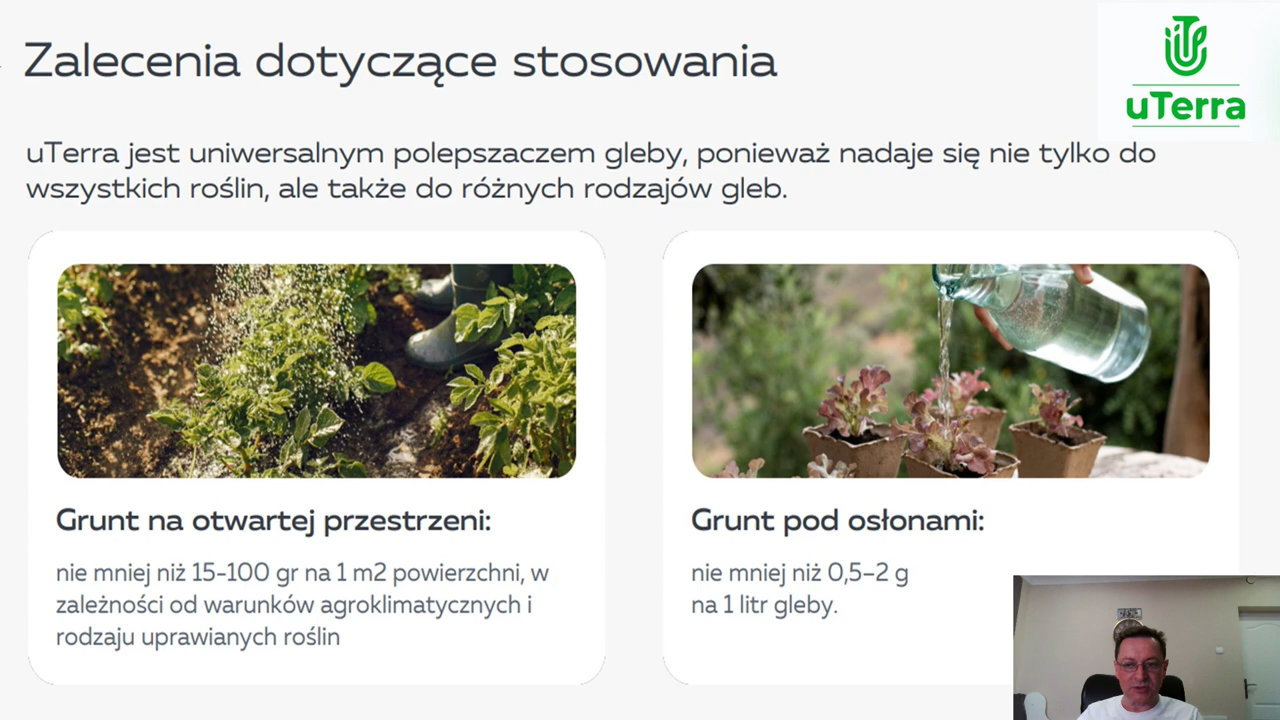 Zalecenia dotyczące stosowania
uTerra
uTerra jest uniwersalnym polepszaczem gleby, ponieważ nadaje się nie tylko do
wszystkich roślin, ale także do różnych rodzajów gleb.
Grunt na otwartej przestrzeni:
nie mniej niż 15-100 gr na 1 m2 powierzchni, w
zależności od warunków agroklimatycznych i
rodzaju uprawianych roślin
Grunt pod osłonami:
nie mniej niż 0,5–2 g
na 1 litr gleby.